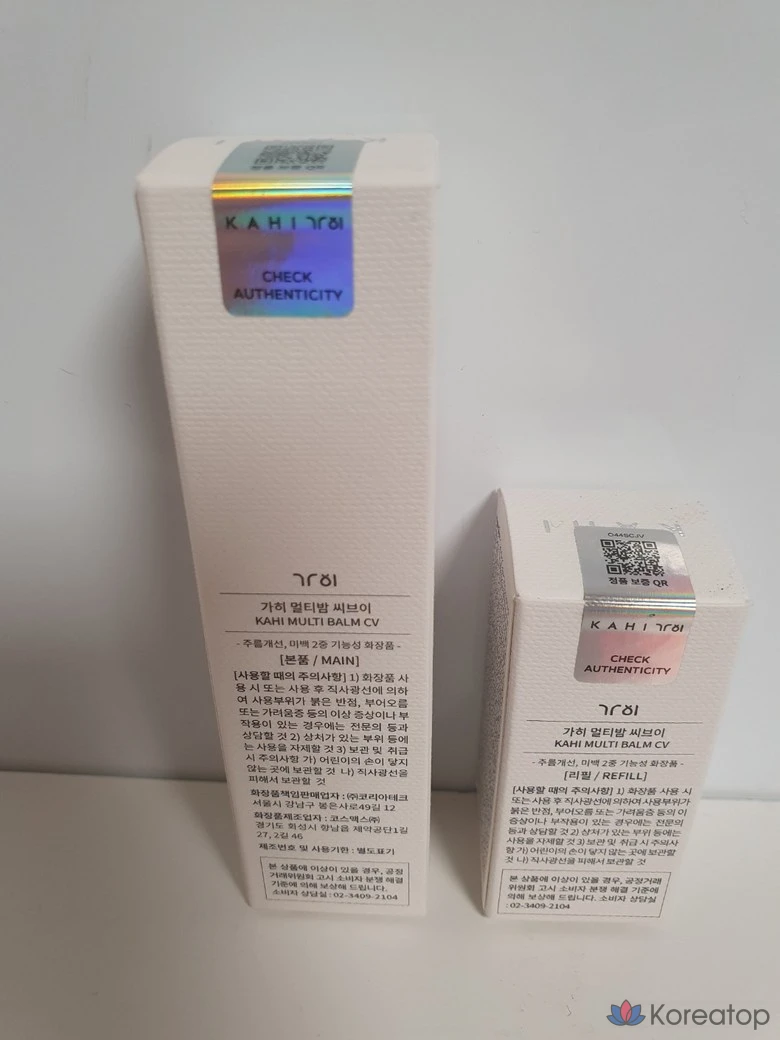 정품 보증 QR
KAHI 가히
CHECK
AUTHENTICITY
가히
가히 멀티밤 씨브이
KAHI MULTI BALM CV
- 주름개선, 미백 2중 기능성 화장품 -
[본품 / MAIN]
[사용할 때의 주의사항] 1) 화장품 사
용 시 또는 사용 후 직사광선에 의하
여 사용부위가 붉은 반점, 부어오름
또는 가려움증 등의 이상 증상이나 부
작용이 있는 경우에는 전문의 등과
상담할 것 2) 상처가 있는 부위 등에
는 사용을 자제할 것 3) 보관 및 취급
시 주의사항 가) 어린이의 손이 닿지
않는 곳에 보관할 것 나) 직사광선을
피해서 보관할 것
화장품책임판매업자 : ㈜코리아테크
서울시 강남구 봉은사로49길 12
화장품제조업자 : 코스맥스㈜
경기도 화성시 향남읍 제약공단1길
27, 2길 46
제조번호 및 사용기한 : 별도표기
본 상품에 이상이 있을 경우, 공정
거래위원회 고시 소비자 분쟁 해결
기준에 의해 보상해 드립니다.
소비자 상담실 : 02-3409-2104
정품 보증 QR
KAHI 가히
CHECK
AUTHENTICITY
가히
가히 멀티밤 씨브이
KAHI MULTI BALM CV
- 주름개선, 미백 2중 기능성 화장품 -
[리필 / REFILL]
[사용할 때의 주의사항] 1) 화장품 사용 시
또는 사용 후 직사광선에 의하여 사용부위가
붉은 반점, 부어오름 또는 가려움증 등의 이
상 증상이나 부작용이 있는 경우에는 전문의
등과 상담할 것 2) 상처가 있는 부위 등에는
사용을 자제할 것 3) 보관 및 취급 시 주의사
항 가) 어린이의 손이 닿지 않는 곳에 보관할
것 나) 직사광선을 피해서 보관할 것
본 상품에 이상이 있을 경우, 공정거래
위원회 고시 소비자 분쟁 해결 기준에
의해 보상해 드립니다. 소비자 상담실
: 02-3409-2104
Koreatop